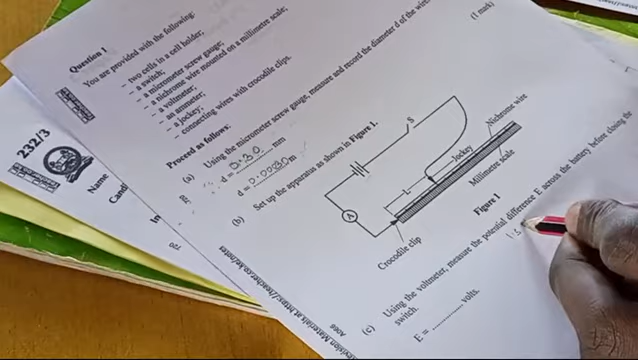 Question 1
You are provided with the following:
– two cells in a cell holder;
– a switch;
– a micrometer screw gauge;
– a nichrome wire mounted on a millimetre scale;
– a voltmeter;
– an ammeter;
– a jockey;
– connecting wires with crocodile clips.
Proceed as follows:
(a) Using the micrometer screw gauge, measure and record the diameter d of the wire.
(1 mark)
d = 0.30 mm
d = 0.00030 m
(b) Set up the apparatus as shown in Figure 1.
S
L
Jockey
Nichrome wire
A
Millimetre scale
Crocodile clip
Figure 1
(c) Using the voltmeter, measure the potential difference E across the battery before closing the
switch.
E = .............. volts.
232/3
Name
In